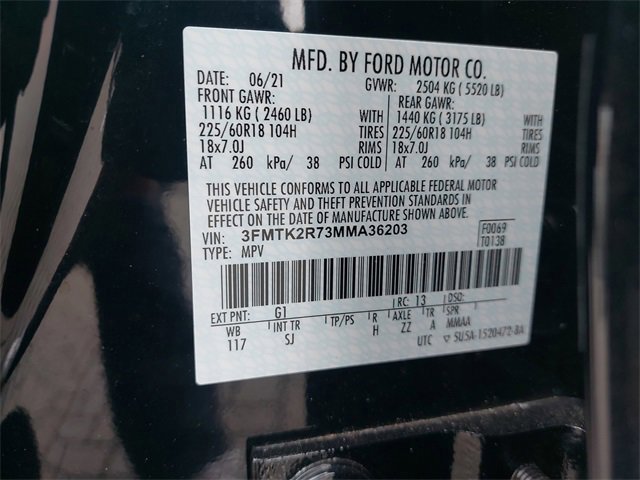 MFD. BY FORD MOTOR CO.
DATE: 06/21 GVWR: 2504 KG ( 5520 LB)
FRONT GAWR: REAR GAWR:
1116 KG ( 2460 LB) WITH 1440 KG ( 3175 LB) WITH
225/60R18 104H TIRES 225/60R18 104H TIRES
18x7.0J RIMS 18x7.0J RIMS
AT 260 kPa/ 38 PSI COLD AT 260 kPa/ 38 PSI COLD
THIS VEHICLE CONFORMS TO ALL APPLICABLE FEDERAL MOTOR
VEHICLE SAFETY AND THEFT PREVENTION STANDARDS IN
EFFECT ON THE DATE OF MANUFACTURE SHOWN ABOVE.
VIN: 3FMTK2R73MMA36203 F0069
TYPE: MPV T0138
EXT PNT: G1 RC: 13 DSO:
WB INT TR TP/PS R AXLE TR SPR
117 SJ H ZZ A MMAA
UTC 5U5A-1520472-BA